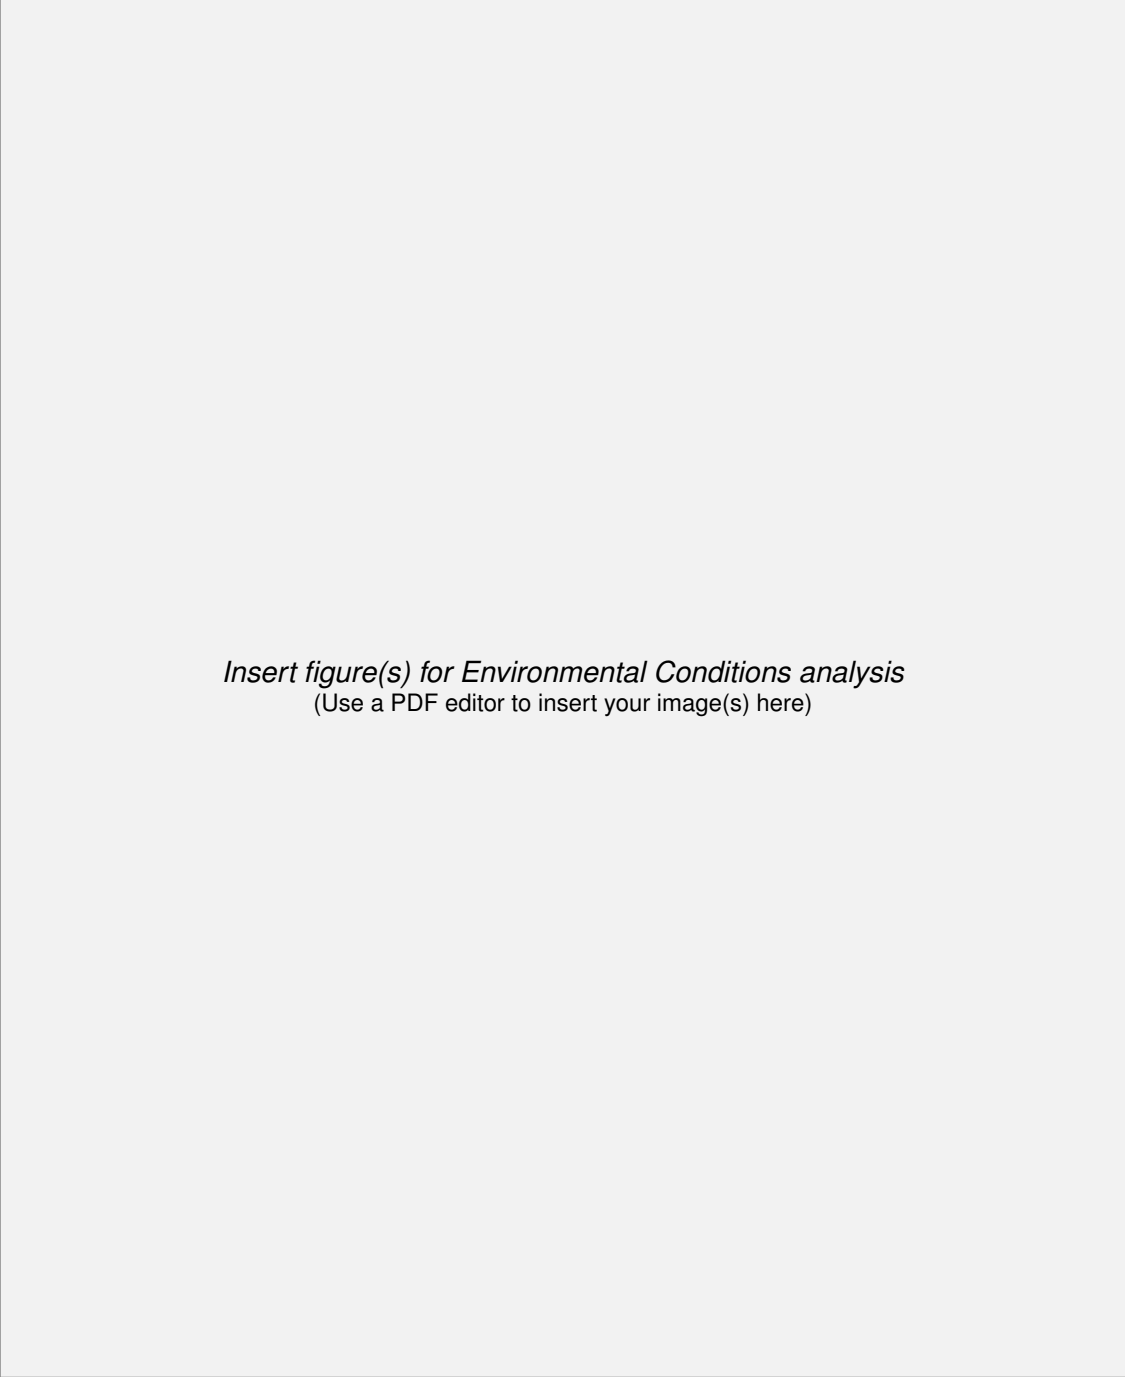 Insert figure(s) for Environmental Conditions analysis
(Use a PDF editor to insert your image(s) here)